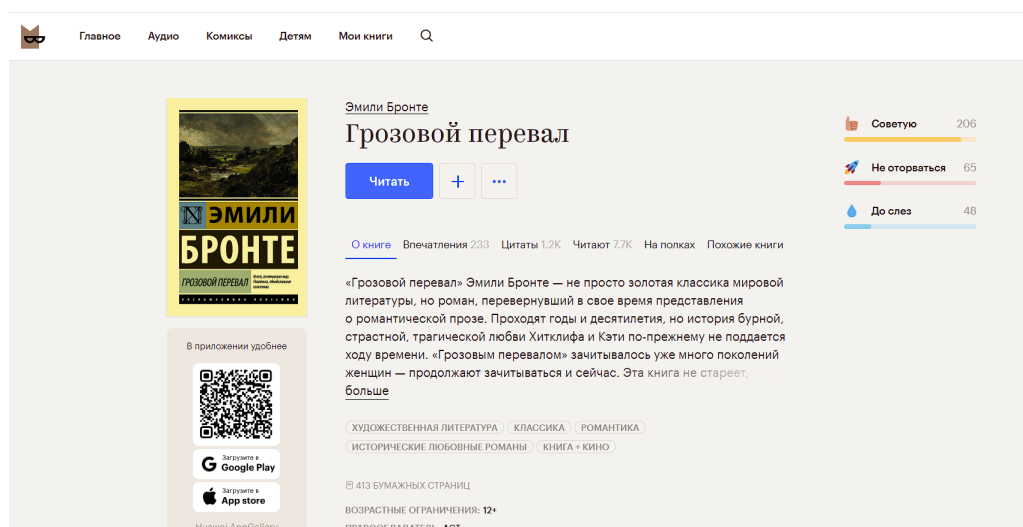 Главное Аудио Комиксы Детям Мои книги
ЭМИЛИ
БРОНТЕ
ГРОЗОВОЙ ПЕРЕВАЛ
Эмили Бронте
Грозовой перевал
Читать
О книге Впечатления 233 Цитаты 1.2K Читают 7.7K На полках Похожие книги
«Грозовой перевал» Эмили Бронте — не просто золотая классика мировой
литературы, но роман, перевернувший в свое время представления
о романтической прозе. Проходят годы и десятилетия, но история бурной,
страстной, трагической любви Хитклифа и Кэти по-прежнему не поддается
ходу времени. «Грозовым перевалом» зачитывалось уже много поколений
женщин — продолжают зачитываться и сейчас. Эта книга не стареет,
больше
ХУДОЖЕСТВЕННАЯ ЛИТЕРАТУРА КЛАССИКА РОМАНТИКА
ИСТОРИЧЕСКИЕ ЛЮБОВНЫЕ РОМАНЫ КНИГА + КИНО
413 БУМАЖНЫХ СТРАНИЦ
ВОЗРАСТНЫЕ ОГРАНИЧЕНИЯ: 12+
ПРАВООБЛАДАТЕЛЬ: АСТ
Советую 206
Не оторваться 65
До слез 48
В приложении удобнее
Загрузите в
Google Play
Загрузите в
App store
Huawei AppGallery